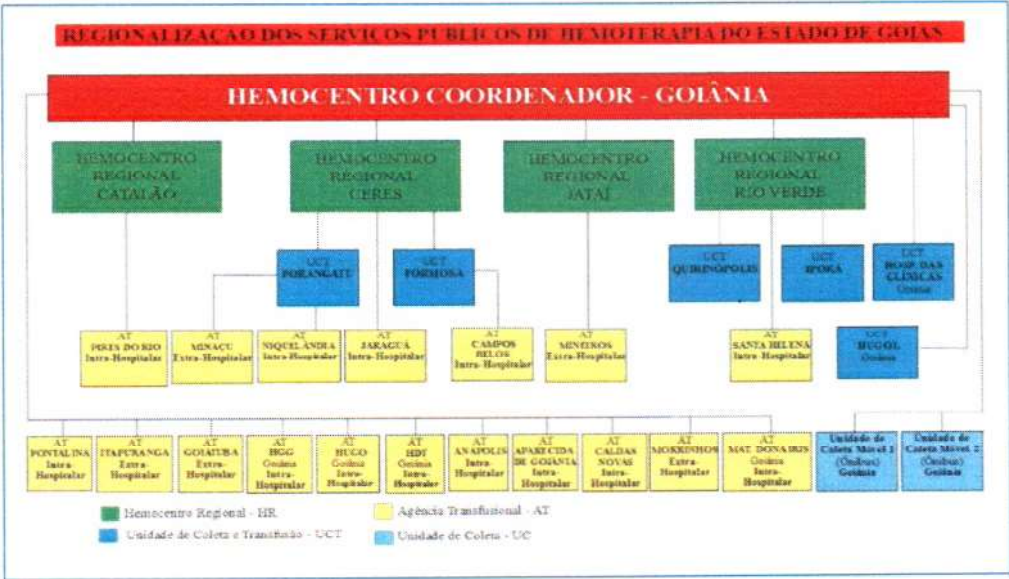 REGIONALIZAÇÃO DOS SERVIÇOS PÚBLICOS DE HEMOTERAPIA DO ESTADO DE GOIÁS
HEMOCENTRO COORDENADOR - GOIÂNIA
HEMOCENTRO
REGIONAL
CATALÃO
HEMOCENTRO
REGIONAL
CERES
HEMOCENTRO
REGIONAL
JATAÍ
HEMOCENTRO
REGIONAL
RIO VERDE
UCT
PORANGATU
UCT
FORMOSA
UCT
QUIRINÓPOLIS
UCT
IPORÁ
UCT
HOSP. DAS
CLÍNICAS
Goiânia
AT
PIRES DO RIO
Intra-Hospitalar
AT
MINAÇU
Extra-Hospitalar
AT
NIQUELÂNDIA
Intra-Hospitalar
AT
JARAGUÁ
Intra-Hospitalar
AT
CAMPOS
BELOS
Intra-Hospitalar
AT
MINEIROS
Extra-Hospitalar
AT
SANTA HELENA
Intra-Hospitalar
UCT
HUGOL
Goiânia
AT
PONTALINA
Intra-
Hospitalar
AT
ITAPURANGA
Extra-
Hospitalar
AT
GOIATUBA
Extra-
Hospitalar
AT
HGG
Goiânia
Intra-
Hospitalar
AT
HUGO
Goiânia
Intra-
Hospitalar
AT
HDT
Goiânia
Intra-
Hospitalar
AT
ANÁPOLIS
Intra-
Hospitalar
AT
APARECIDA
DE GOIÂNIA
Intra-
Hospitalar
AT
CALDAS
NOVAS
Intra-
Hospitalar
AT
MORRINHOS
Extra-
Hospitalar
AT
MAT. DONA IRIS
Goiânia
Intra-
Hospitalar
Unidade de
Coleta Móvel 1
(Ônibus)
Goiânia
Unidade de
Coleta Móvel 2
(Ônibus)
Goiânia
Hemocentro Regional - HR
Agência Transfusional - AT
Unidade de Coleta e Transfusão - UCT
Unidade de Coleta - UC